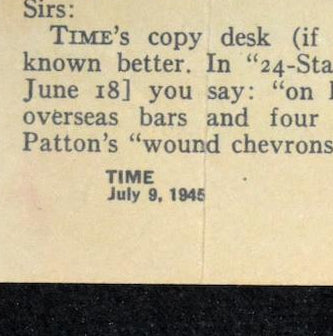 Sirs:
TIME's copy desk (if
known better. In “24-Sta
June 18] you say: “on
overseas bars and four
Patton's “wound chevrons
TIME
July 9, 1945